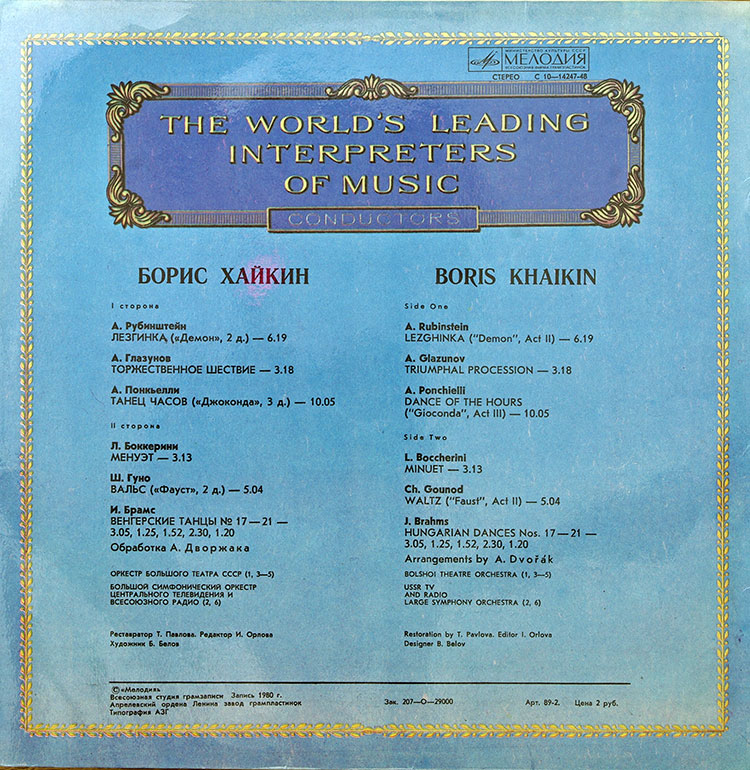 МИНИСТЕРСТВО КУЛЬТУРЫ СССР
МЕЛОДИЯ
ВСЕСОЮЗНАЯ ФИРМА ГРАМПЛАСТИНОК
СТЕРЕО С 10—14247-48
THE WORLD'S LEADING
INTERPRETERS
OF MUSIC
CONDUCTORS
БОРИС ХАЙКИН
I сторона
А. Рубинштейн
ЛЕЗГИНКА («Демон», 2 д.) — 6.19
А. Глазунов
ТОРЖЕСТВЕННОЕ ШЕСТВИЕ — 3.18
А. Понкьелли
ТАНЕЦ ЧАСОВ («Джоконда», 3 д.) — 10.05
II сторона
Л. Боккерини
МЕНУЭТ — 3.13
Ш. Гуно
ВАЛЬС («Фауст», 2 д.) — 5.04
И. Брамс
ВЕНГЕРСКИЕ ТАНЦЫ № 17 — 21 —
3.05, 1.25, 1.52, 2.30, 1.20
Обработка А. Дворжака
ОРКЕСТР БОЛЬШОГО ТЕАТРА СССР (1, 3—5)
БОЛЬШОЙ СИМФОНИЧЕСКИЙ ОРКЕСТР
ЦЕНТРАЛЬНОГО ТЕЛЕВИДЕНИЯ И
ВСЕСОЮЗНОГО РАДИО (2, 6)
Реставратор Т. Павлова. Редактор И. Орлова
Художник Б. Белов
BORIS KHAIKIN
Side One
A. Rubinstein
LEZGHINKA ("Demon", Act II) — 6.19
A. Glazunov
TRIUMPHAL PROCESSION — 3.18
A. Ponchielli
DANCE OF THE HOURS
("Gioconda", Act III) — 10.05
Side Two
L. Boccherini
MINUET — 3.13
Ch. Gounod
WALTZ ("Faust", Act II) — 5.04
J. Brahms
HUNGARIAN DANCES Nos. 17 — 21 —
3.05, 1.25, 1.52, 2.30, 1.20
Arrangements by A. Dvořák
BOLSHOI THEATRE ORCHESTRA (1, 3—5)
USSR TV
AND RADIO
LARGE SYMPHONY ORCHESTRA (2, 6)
Restoration by T. Pavlova. Editor I. Orlova
Designer B. Belov
© «Мелодия»
Всесоюзная студия грамзаписи Запись 1980 г.
Апрелевский ордена Ленина завод грампластинок
Типография АЗГ
Зак. 207—О—29000 Арт. 89-2. Цена 2 руб.